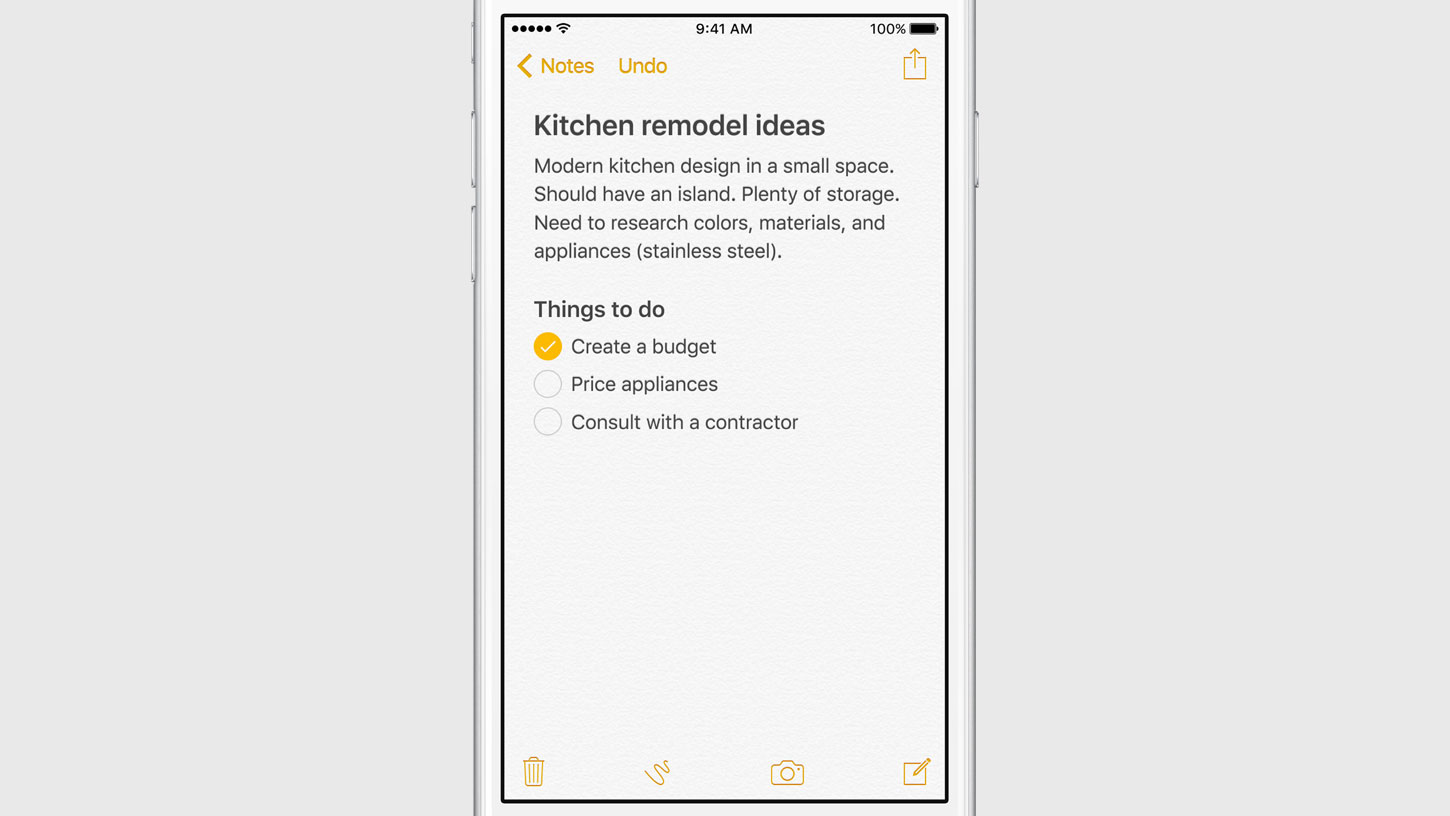 9:41 AM
100%
Notes
Undo
Kitchen remodel ideas
Modern kitchen design in a small space.
Should have an island. Plenty of storage.
Need to research colors, materials, and
appliances (stainless steel).
Things to do
Create a budget
Price appliances
Consult with a contractor